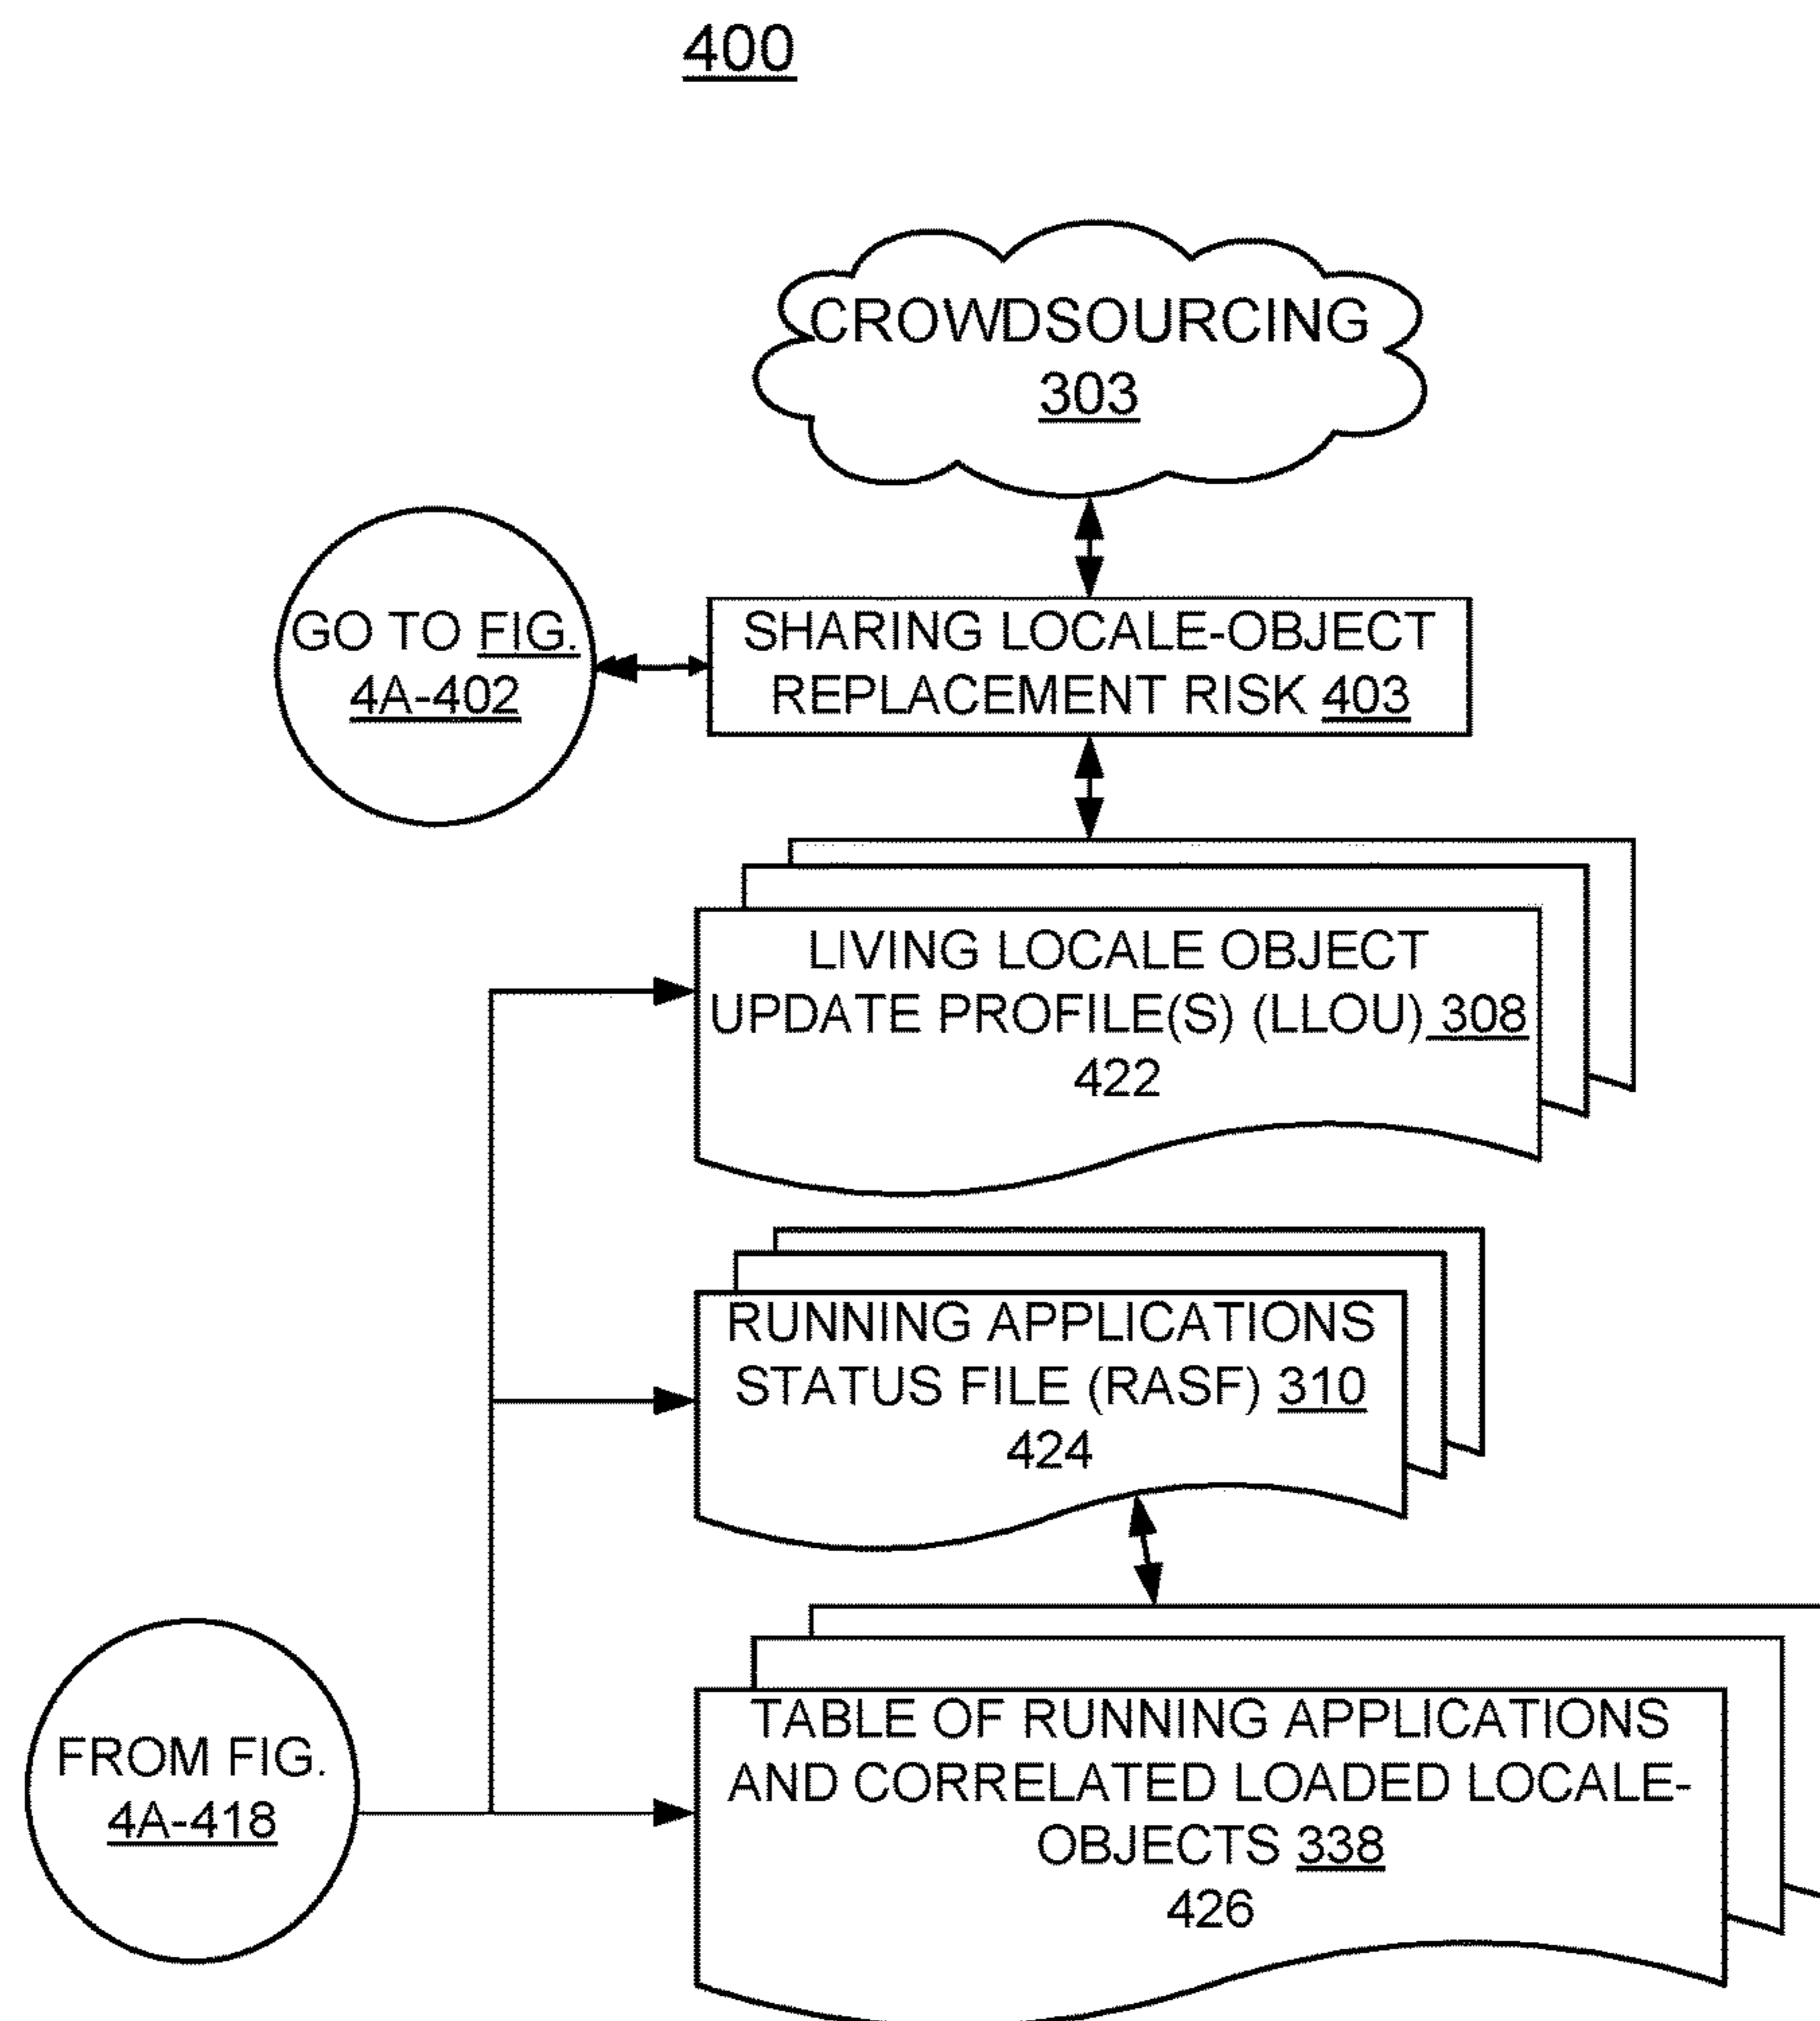 400
CROWDSOURCING
303
GO TO FIG.
4A-402
SHARING LOCALE-OBJECT
REPLACEMENT RISK 403
LIVING LOCALE OBJECT
UPDATE PROFILE(S) (LLOU) 308
422
RUNNING APPLICATIONS
STATUS FILE (RASF) 310
424
FROM FIG.
4A-418
TABLE OF RUNNING APPLICATIONS
AND CORRELATED LOADED LOCALE-
OBJECTS 338
426